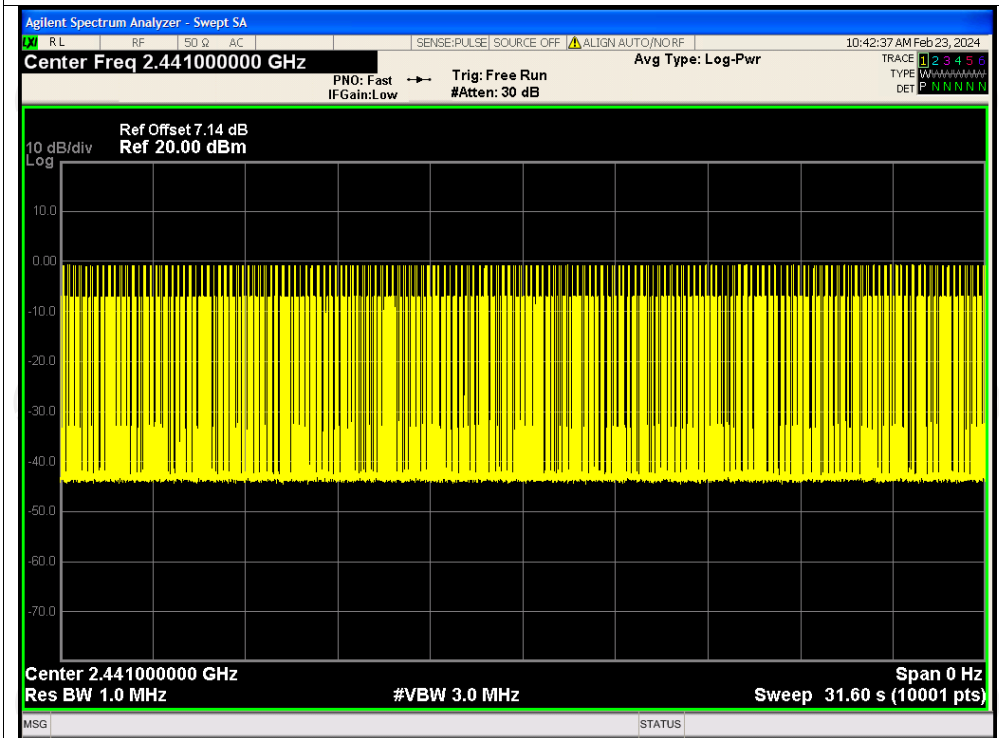 Agilent Spectrum Analyzer - Swept SA
LXI RL RF 50 Ω AC SENSE:PULSE SOURCE OFF ALIGN AUTO/NO RF 10:42:37 AM Feb 23, 2024
Center Freq 2.441000000 GHz Avg Type: Log-Pwr TRACE 1 2 3 4 5 6
PNO: Fast Trig: Free Run TYPE W
IFGain:Low #Atten: 30 dB DET P N N N N N
Ref Offset 7.14 dB
10 dB/div Ref 20.00 dBm
Log
10.0
0.00
-10.0
-20.0
-30.0
-40.0
-50.0
-60.0
-70.0
Center 2.441000000 GHz Span 0 Hz
Res BW 1.0 MHz #VBW 3.0 MHz Sweep 31.60 s (10001 pts)
MSG STATUS